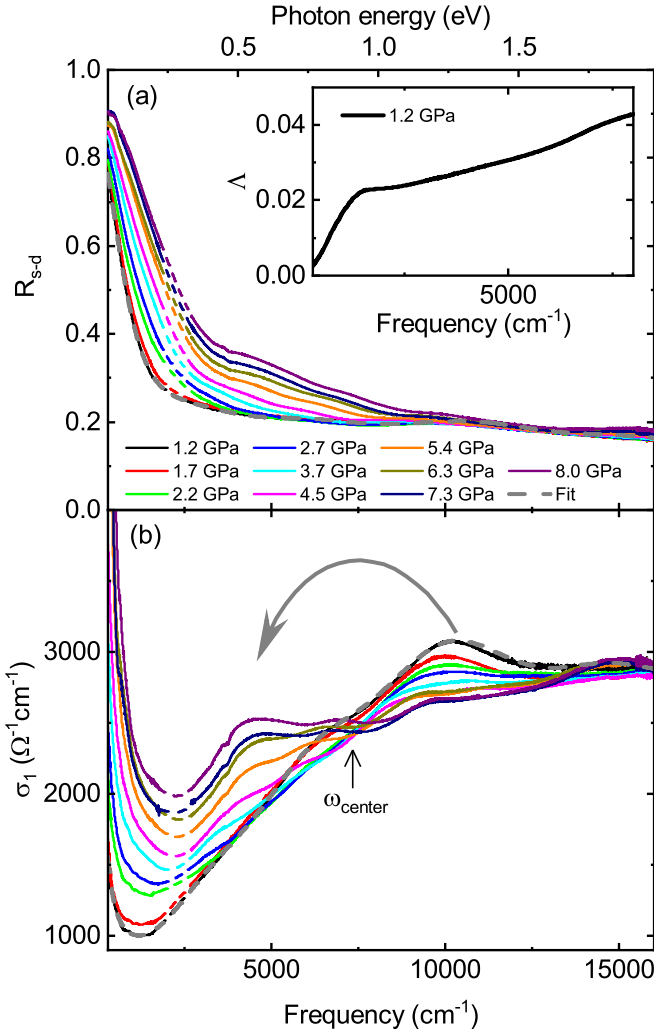 Photon energy (eV)
0.5 1.0 1.5
1.0
(a)
0.8
0.6
0.4
0.2
0.0
R_{s-d}
1.2 GPa
0.04
0.02
0.00
Λ
5000
Frequency (cm⁻¹)
1.2 GPa 2.7 GPa 5.4 GPa
1.7 GPa 3.7 GPa 6.3 GPa 8.0 GPa
2.2 GPa 4.5 GPa 7.3 GPa Fit
(b)
3000
2000
1000
σ₁ (Ω⁻¹cm⁻¹)
ω_{center}
5000 10000 15000
Frequency (cm⁻¹)